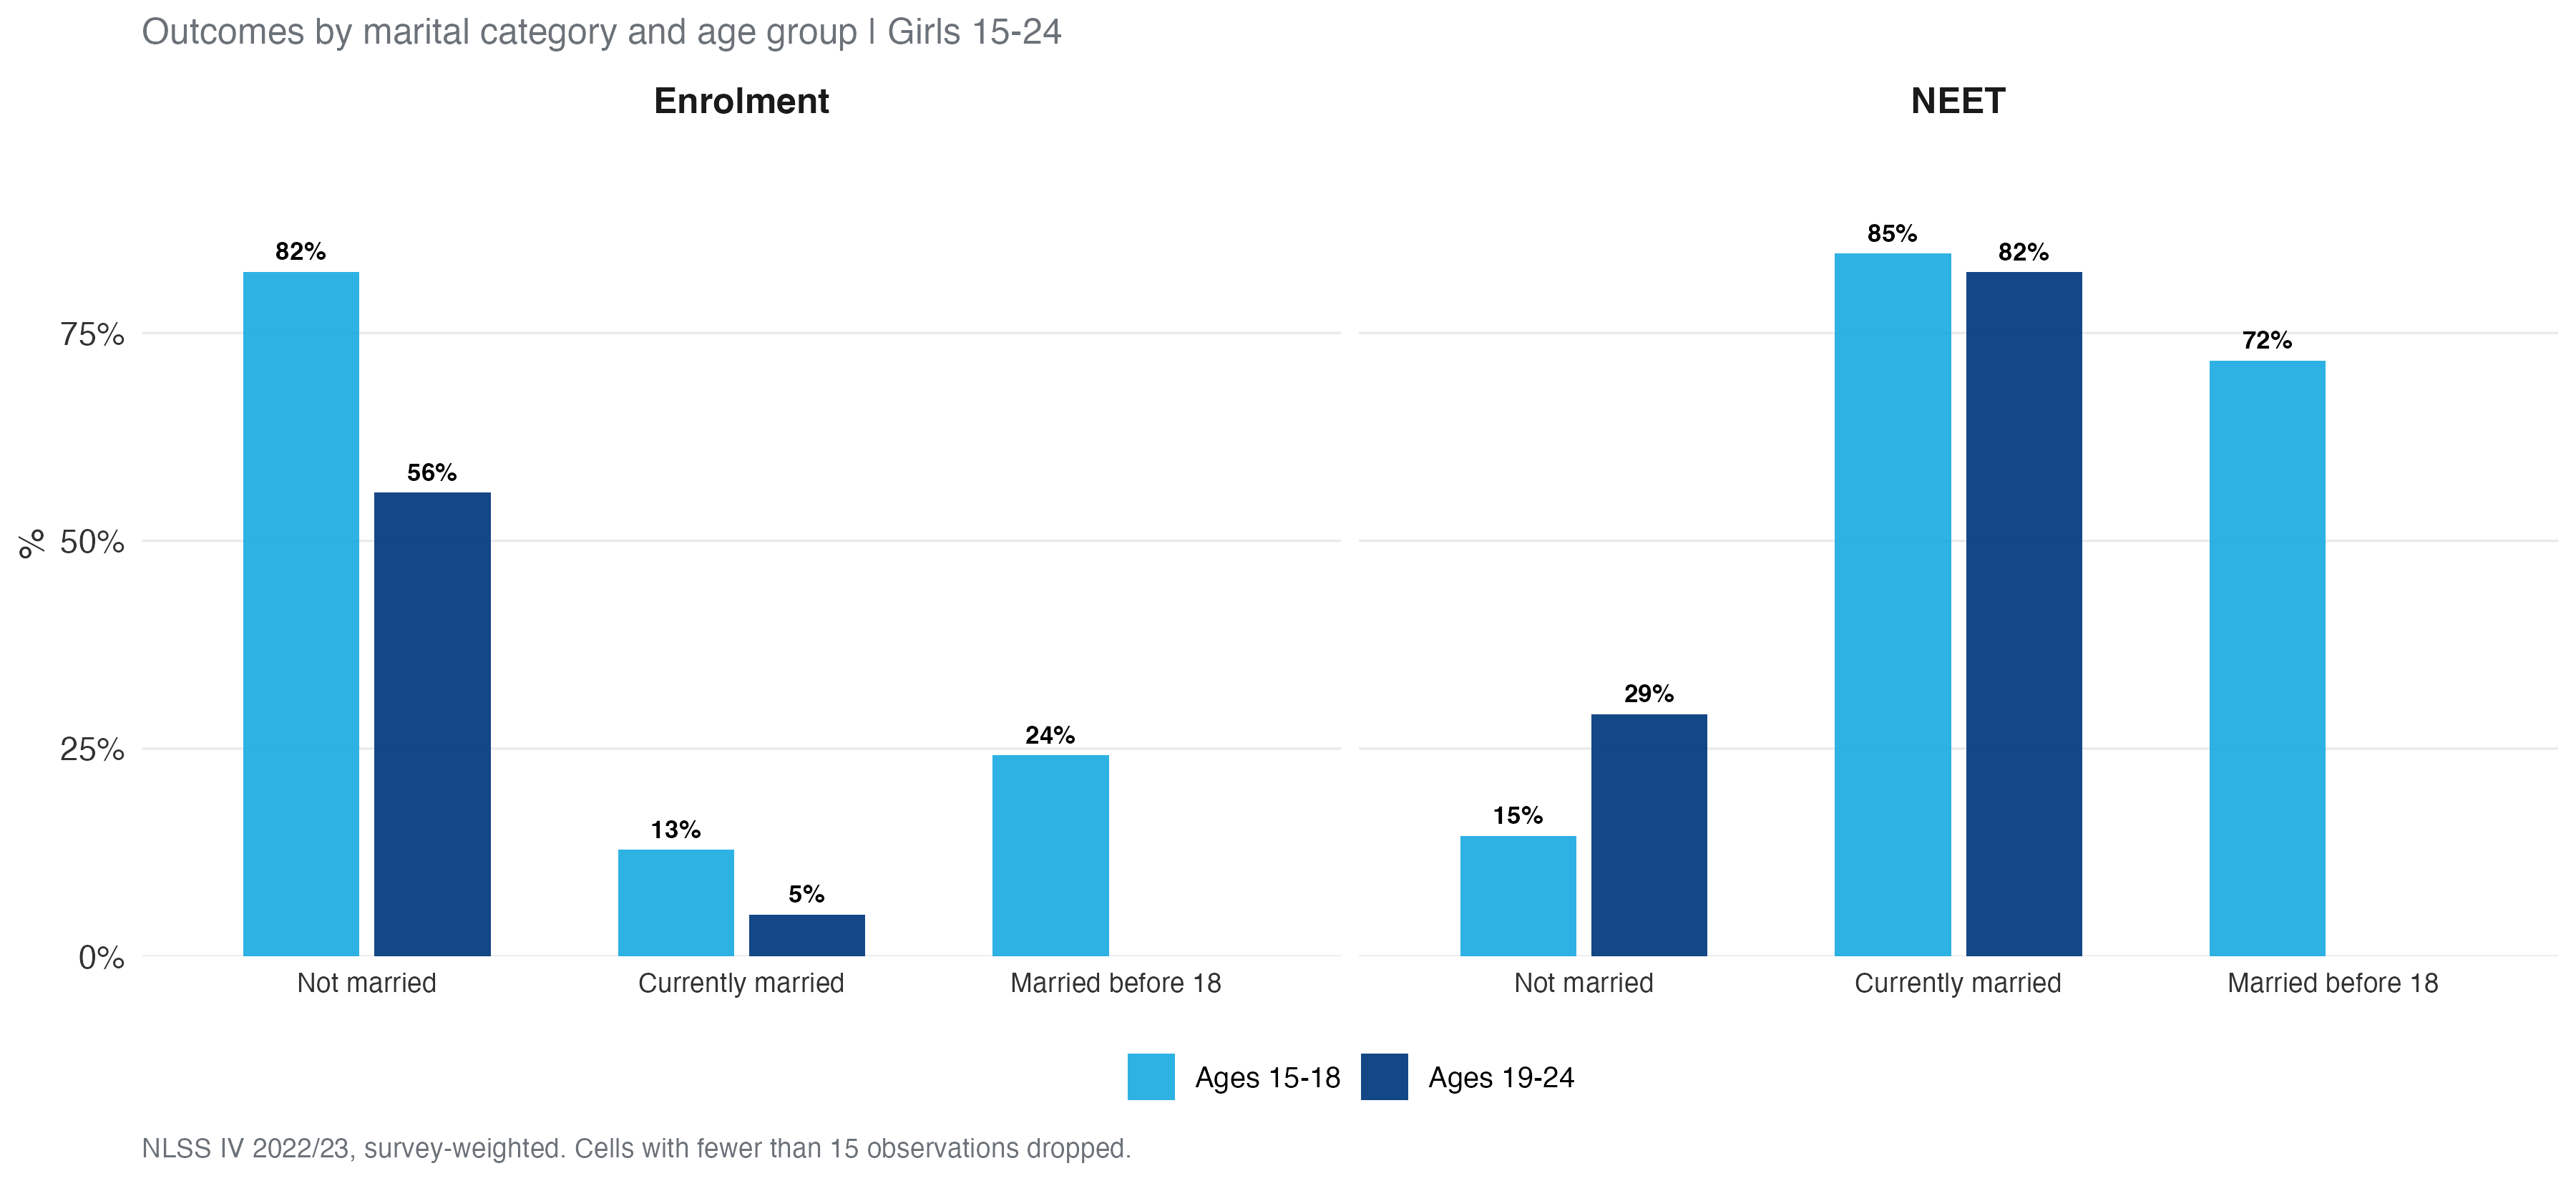 Outcomes by marital category and age group | Girls 15-24
Enrolment
NEET
%
75%
50%
25%
0%
82%
56%
13%
5%
24%
15%
29%
85%
82%
72%
Not married
Currently married
Married before 18
Not married
Currently married
Married before 18
Ages 15-18
Ages 19-24
NLSS IV 2022/23, survey-weighted. Cells with fewer than 15 observations dropped.